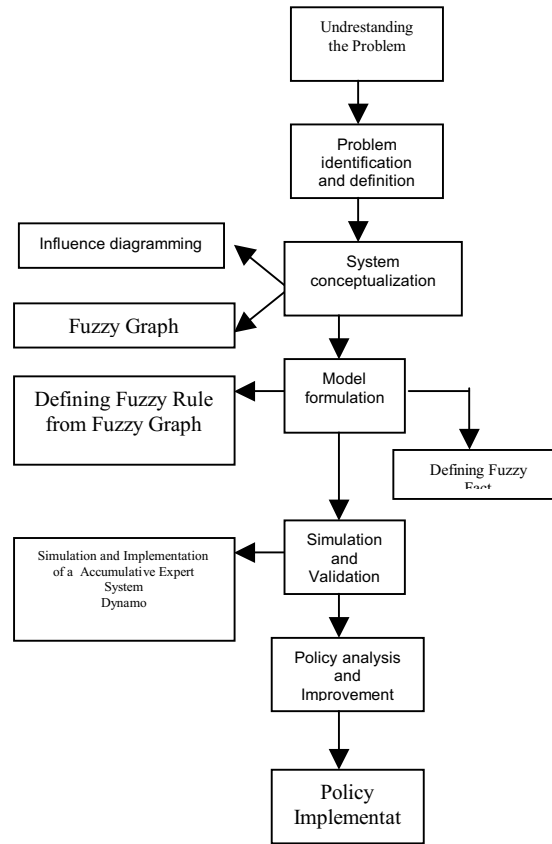 Undrestanding
the Problem
Problem
identification
and definition
Influence diagramming
System
conceptualization
Fuzzy Graph
Model
formulation
Defining Fuzzy Rule
from Fuzzy Graph
Defining Fuzzy
Fact
Simulation
and
Validation
Simulation and Implementation
of a Accumulative Expert
System
Dynamo
Policy analysis
and
Improvement
Policy
Implementat